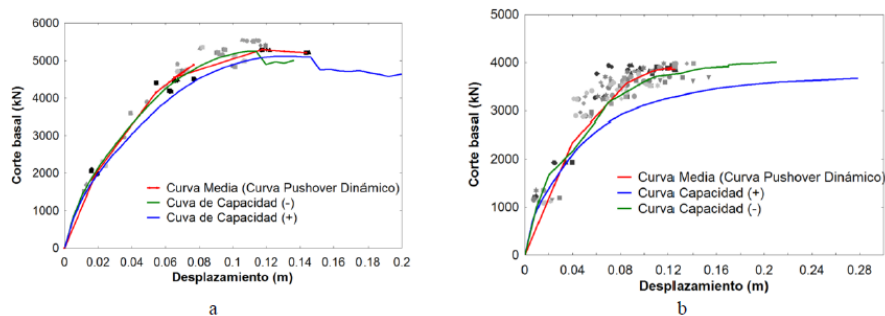 6000
5000
4000
3000
2000
1000
0
Corte basal (kN)
Curva Media (Curva Pushover Dinámico)
Cuva de Capacidad (-)
Curva de Capacidad (+)
0 0.02 0.04 0.06 0.08 0.1 0.12 0.14 0.16 0.18 0.2
Desplazamiento (m)
a
5000
4000
3000
2000
1000
0
Corte basal (kN)
Curva Media (Curva Pushover Dinámico)
Curva Capacidad (+)
Curva Capacidad (-)
0 0.04 0.08 0.12 0.16 0.20 0.24 0.28
Desplazamiento (m)
b